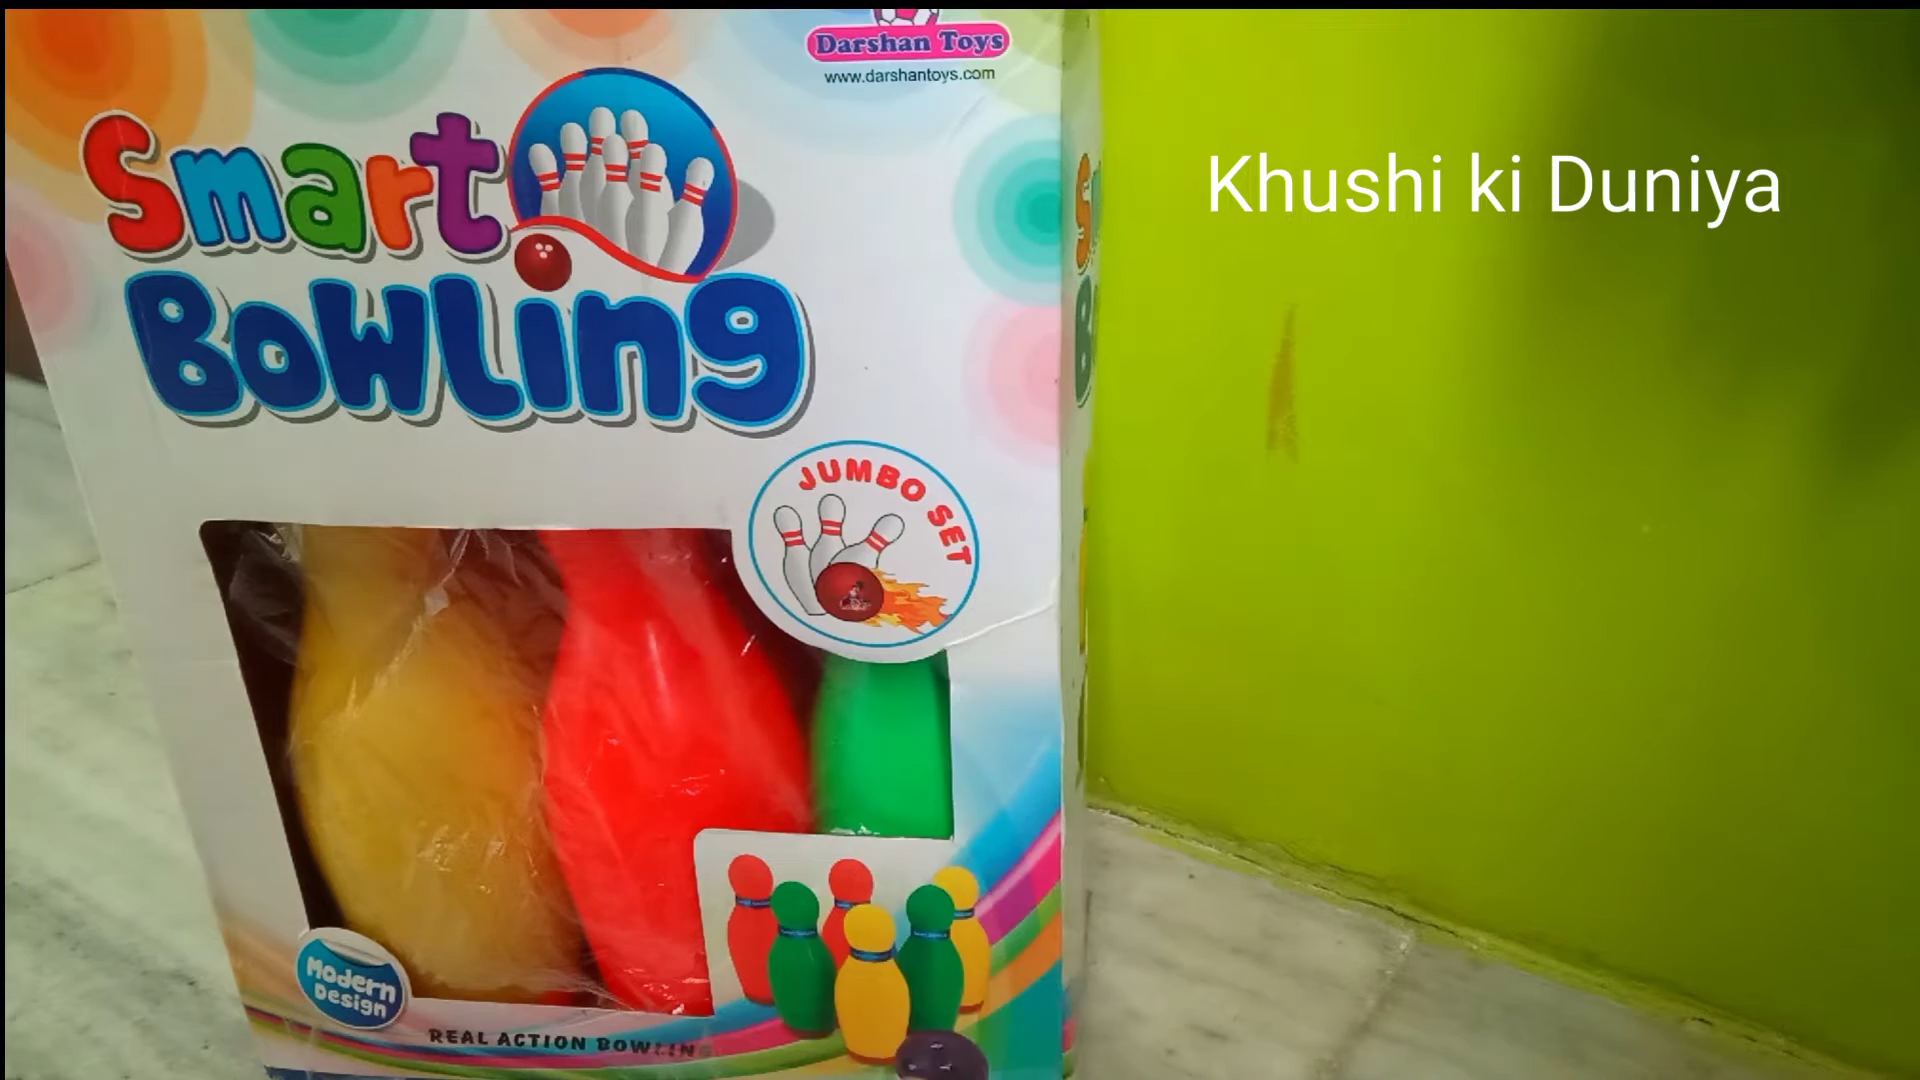 Darshan Toys
www.darshantoys.com
Smart
Bowling
Khushi ki Duniya
JUMBO SET
Modern
Design
REAL ACTION BOWLING